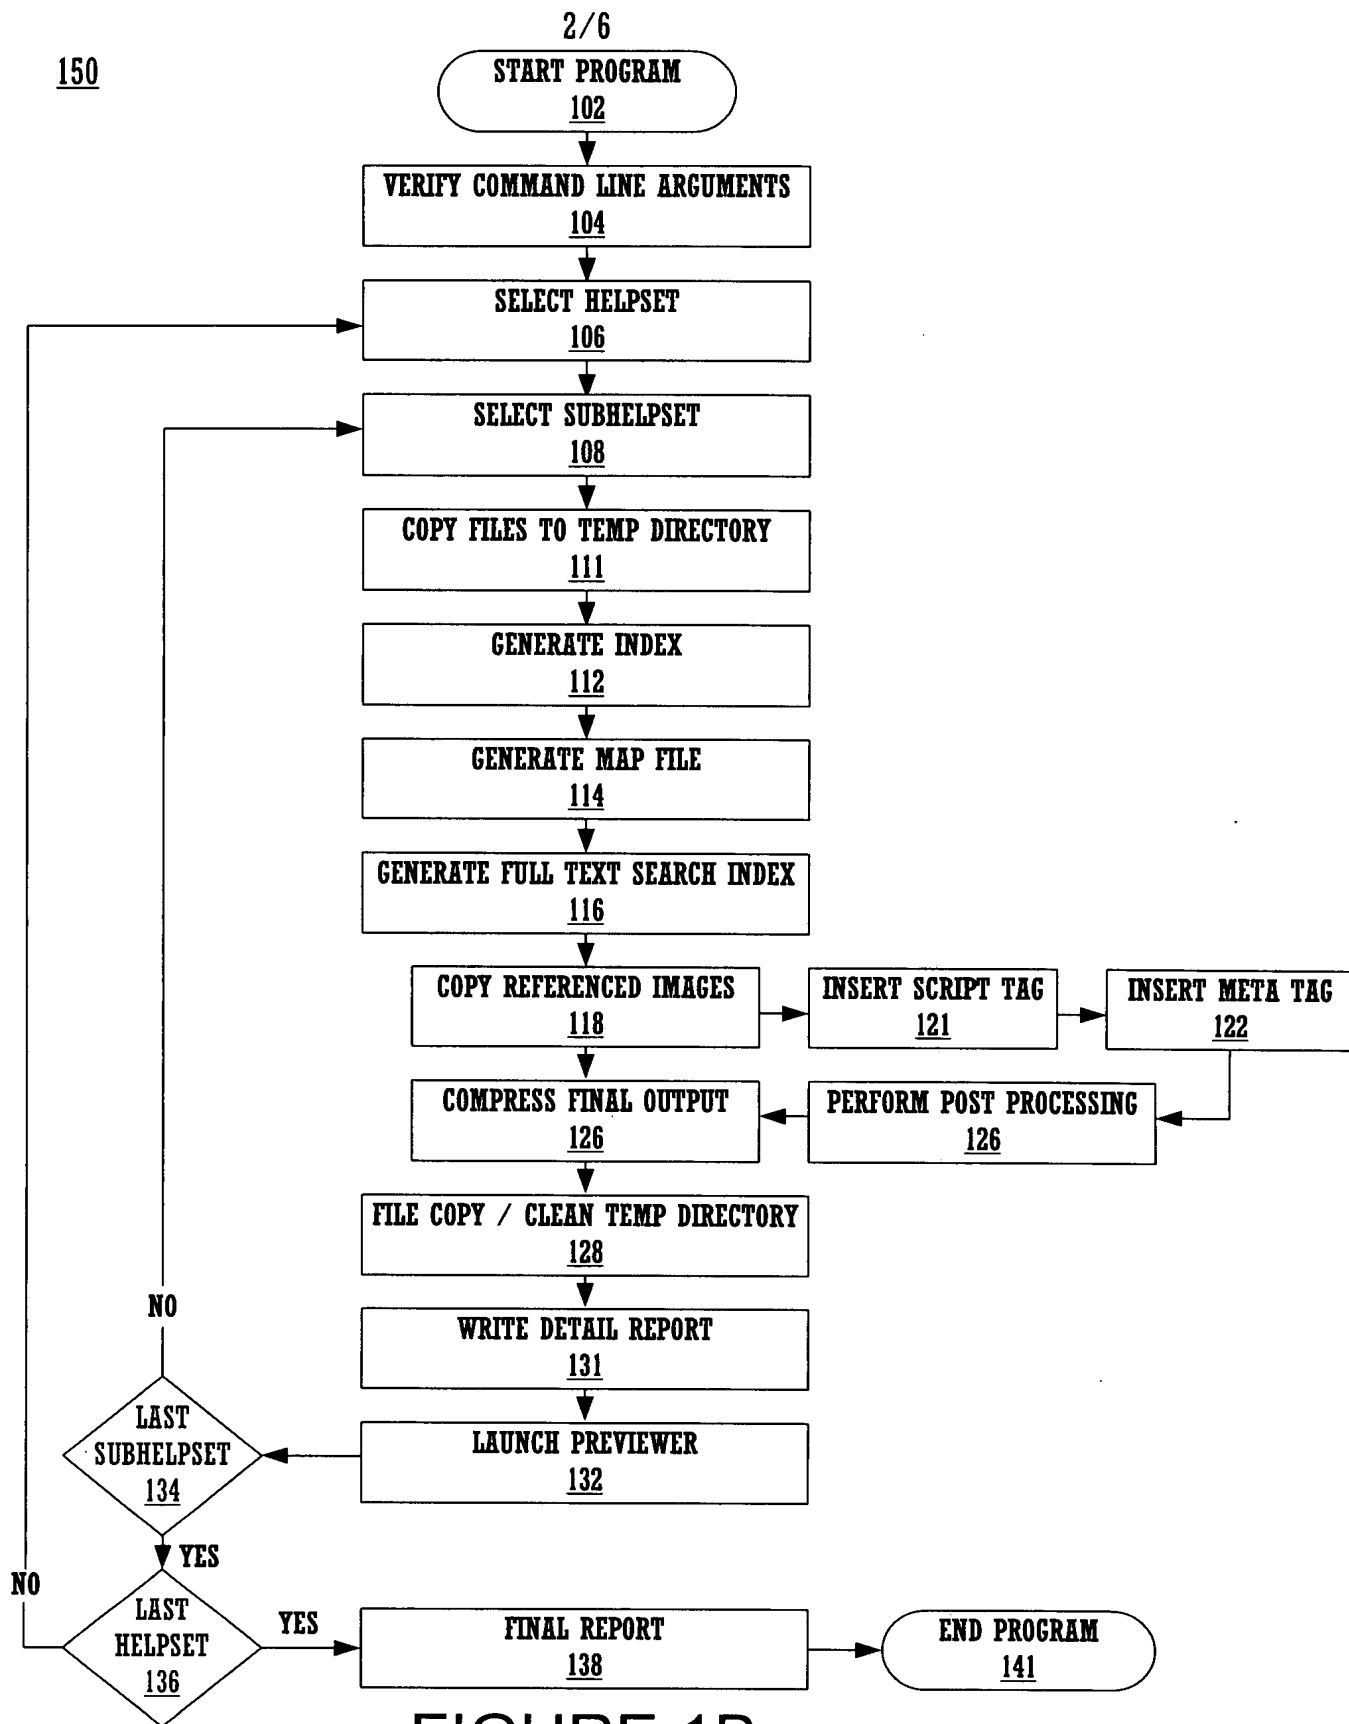 2/6
150
START PROGRAM
102
VERIFY COMMAND LINE ARGUMENTS
104
SELECT HELPSET
106
SELECT SUBHELPSET
108
COPY FILES TO TEMP DIRECTORY
111
GENERATE INDEX
112
GENERATE MAP FILE
114
GENERATE FULL TEXT SEARCH INDEX
116
COPY REFERENCED IMAGES
118
INSERT SCRIPT TAG
121
INSERT META TAG
122
COMPRESS FINAL OUTPUT
126
PERFORM POST PROCESSING
126
FILE COPY / CLEAN TEMP DIRECTORY
128
NO
WRITE DETAIL REPORT
131
LAST
SUBHELPSET
134
LAUNCH PREVIEWER
132
YES
NO
LAST
HELPSET
136
YES
FINAL REPORT
138
END PROGRAM
141